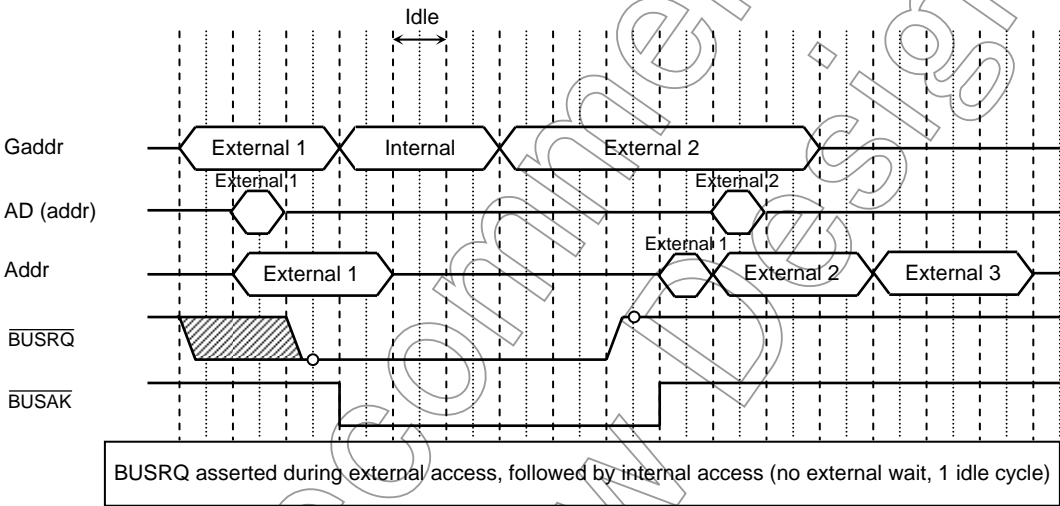 Idle
Gaddr
External 1
Internal
External 2
External 1
External 2
AD (addr)
External 1
Addr
External 1
External 2
External 3
BUSRQ
BUSAK
BUSRQ asserted during external access, followed by internal access (no external wait, 1 idle cycle)